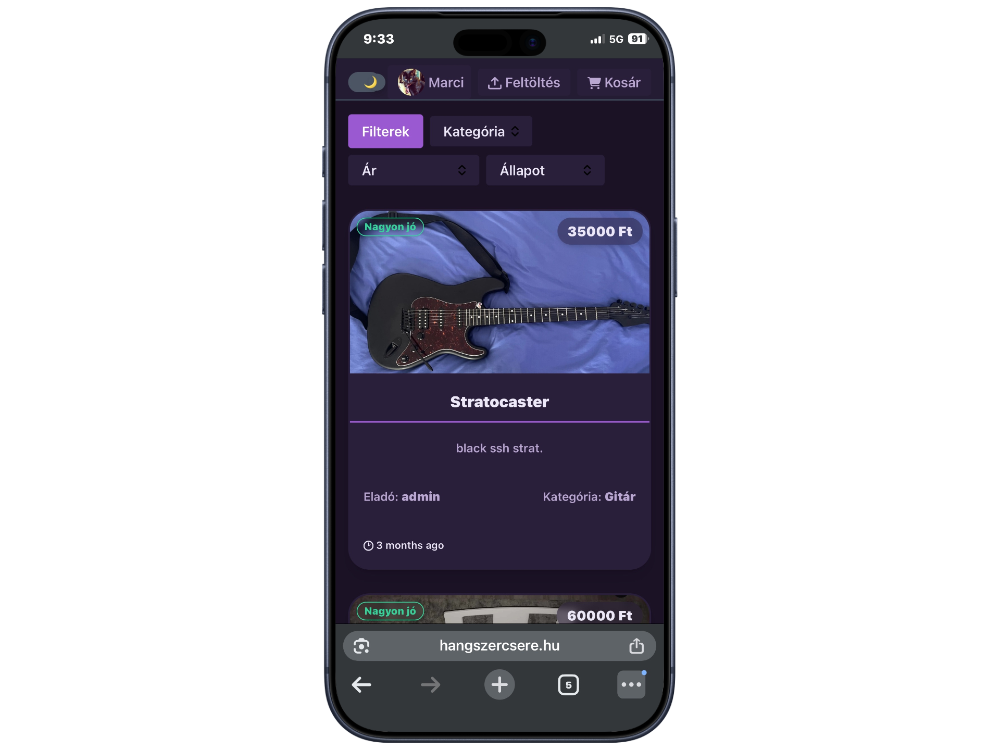 9:33
5G 91
Marci
Feltöltés
Kosár
Filterek
Kategória
Ár
Állapot
Nagyon jó
35000 Ft
Stratocaster
black ssh strat.
Eladó: admin
Kategória: Gitár
3 months ago
Nagyon jó
60000 Ft
hangszercsere.hu
5